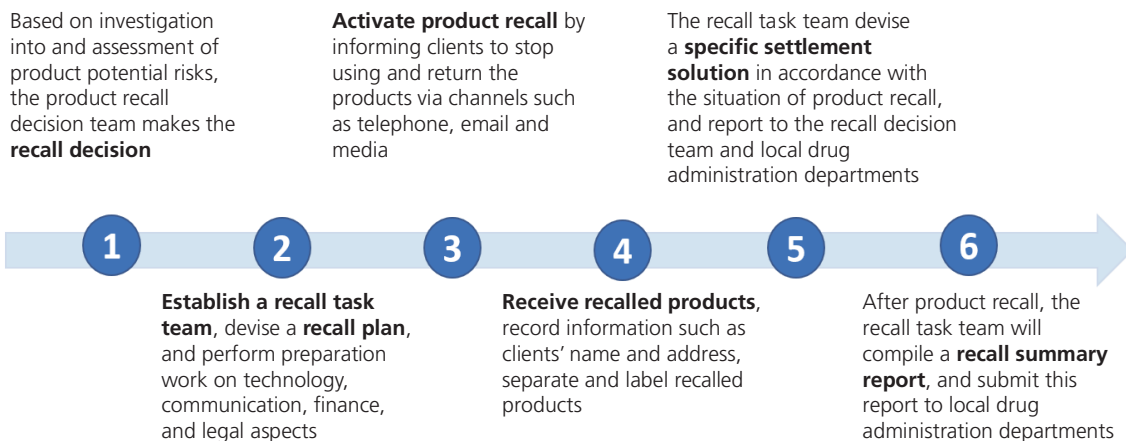 Based on investigation
into and assessment of
product potential risks,
the product recall
decision team makes the
recall decision
Activate product recall by
informing clients to stop
using and return the
products via channels such
as telephone, email and
media
The recall task team devise
a specific settlement
solution in accordance with
the situation of product recall,
and report to the recall decision
team and local drug
administration departments
1
2
3
4
5
6
Establish a recall task
team, devise a recall plan,
and perform preparation
work on technology,
communication, finance,
and legal aspects
Receive recalled products,
record information such as
clients’ name and address,
separate and label recalled
products
After product recall, the
recall task team will
compile a recall summary
report, and submit this
report to local drug
administration departments